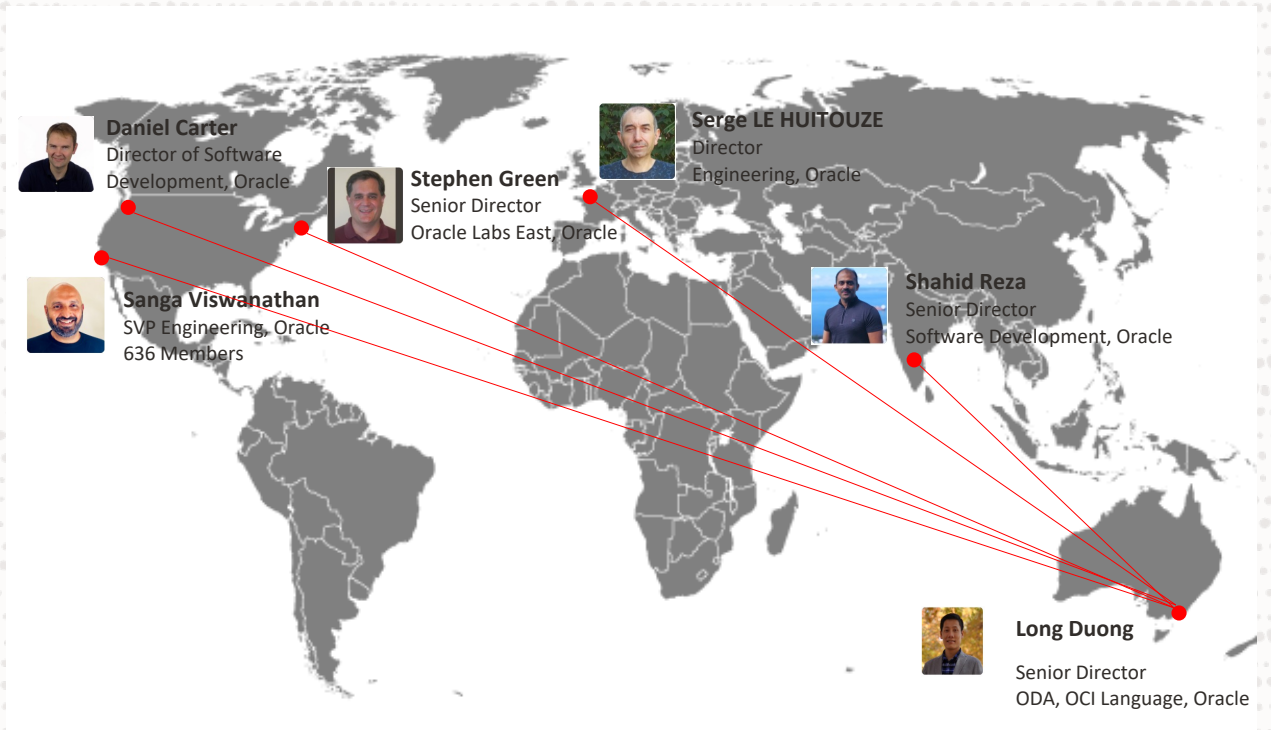 Daniel Carter
Director of Software
Development, Oracle
Stephen Green
Senior Director
Oracle Labs East, Oracle
Serge LE HUITOUZE
Director
Engineering, Oracle
Sanga Viswanathan
SVP Engineering, Oracle
636 Members
Shahid Reza
Senior Director
Software Development, Oracle
Long Duong
Senior Director
ODA, OCI Language, Oracle